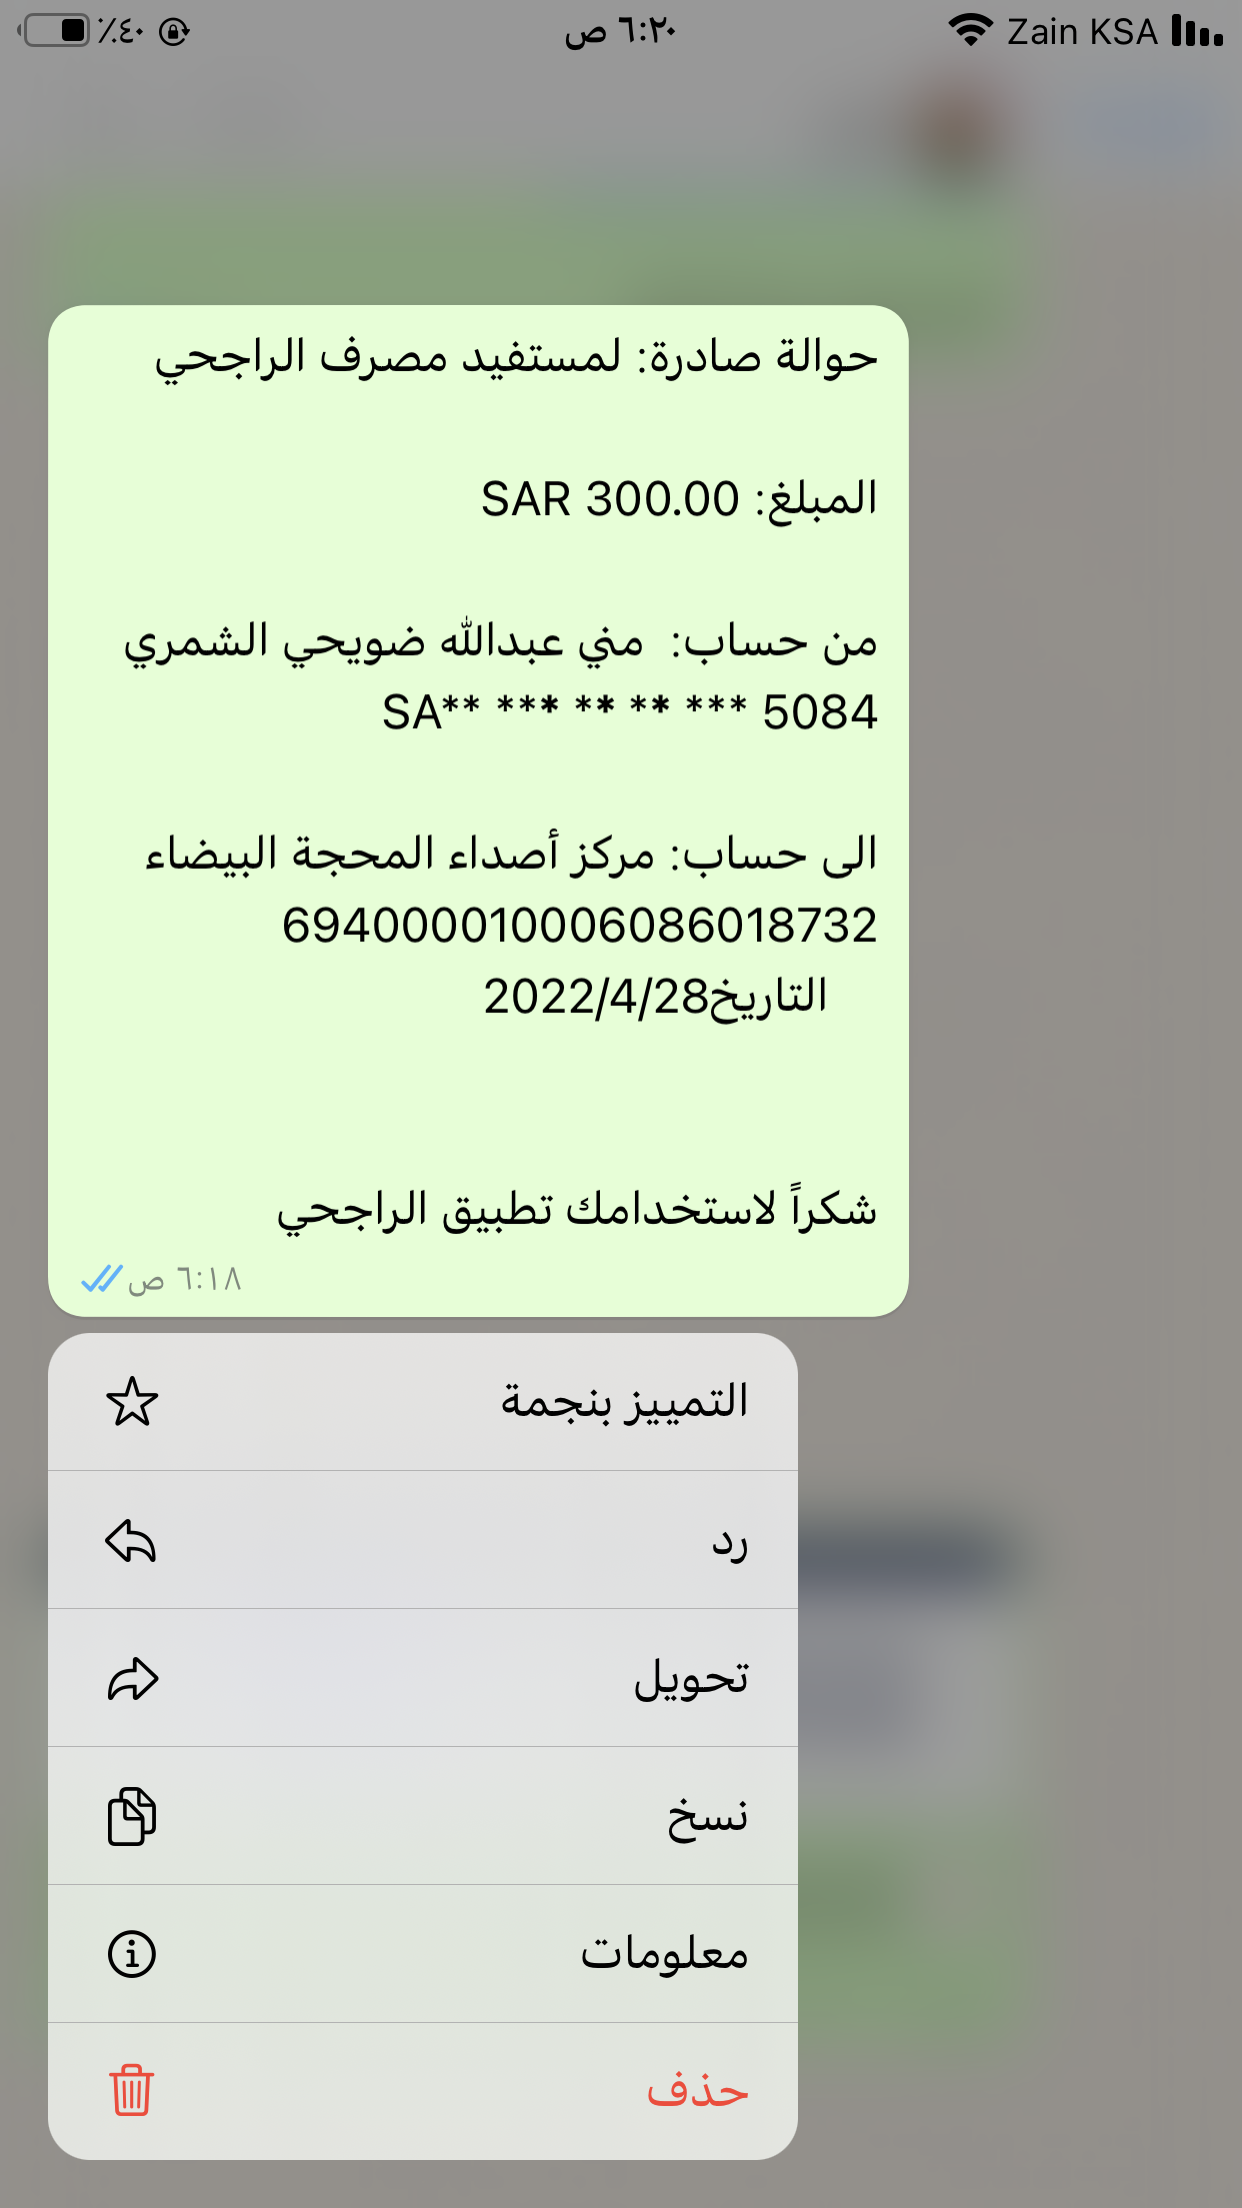 ٪٤٠ ٦:٢٠ ص Zain KSA
حوالة صادرة: لمستفيد مصرف الراجحي
المبلغ: SAR 300.00
من حساب: مني عبدالله ضويحي الشمري
SA** *** ** ** *** 5084
الى حساب: مركز أصداء المحجة البيضاء
69400000100060860‎18732
التاريخ2022/4/28
شكراً لاستخدامك تطبيق الراجحي
٦:١٨ ص
التمييز بنجمة
رد
تحويل
نسخ
معلومات
حذف